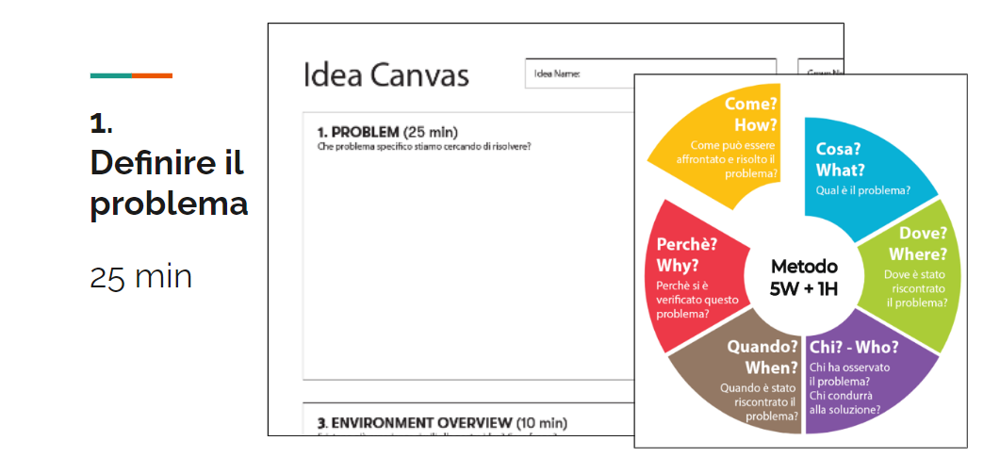 1.
Definire il
problema
25 min
Idea Canvas
Idea Name:
1. PROBLEM (25 min)
Che problema specifico stiamo cercando di risolvere?
3. ENVIRONMENT OVERVIEW (10 min)
Come?
How?
Come può essere
affrontato e risolto il
problema?
Cosa?
What?
Qual è il problema?
Dove?
Where?
Dove è stato
riscontrato
il problema?
Chi? - Who?
Chi ha osservato
il problema?
Chi condurrà
alla soluzione?
Quando?
When?
Quando è stato
riscontrato il
problema?
Perchè?
Why?
Perchè si è
verificato questo
problema?
Metodo
5W + 1H